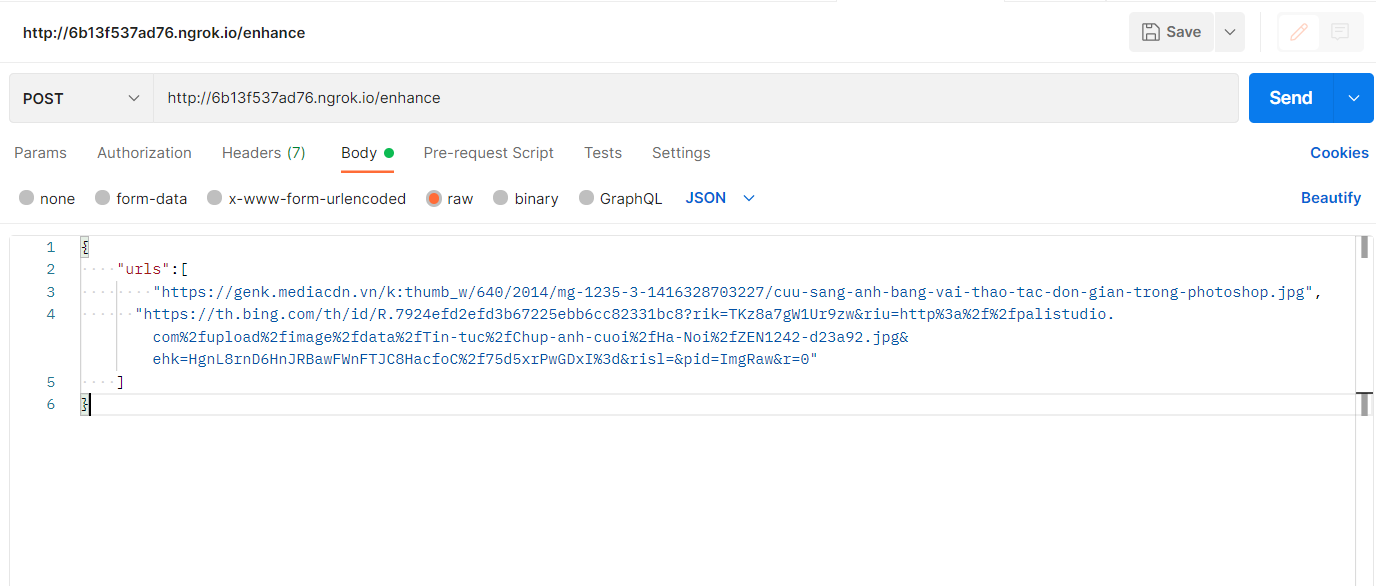 http://6b13f537ad76.ngrok.io/enhance
Save
POST
http://6b13f537ad76.ngrok.io/enhance
Send
Params Authorization Headers (7) Body Pre-request Script Tests Settings Cookies
none form-data x-www-form-urlencoded raw binary GraphQL JSON Beautify
1 {
2 ····"urls":[
3 ········"https://genk.mediacdn.vn/k:thumb_w/640/2014/mg-1235-3-1416328703227/cuu-sang-anh-bang-vai-thao-tac-don-gian-trong-photoshop.jpg",
4 ······"https://th.bing.com/th/id/R.7924efd2efd3b67225ebb6cc82331bc8?rik=TKz8a7gW1Ur9zw&riu=http%3a%2f%2fpalistudio.
com%2fupload%2fimage%2fdata%2fTin-tuc%2fChup-anh-cuoi%2fHa-Noi%2fZEN1242-d23a92.jpg&
ehk=HgnL8rnD6HnJRBawFWnFTJC8HacfoC%2f75d5xrPwGDxI%3d&risl=&pid=ImgRaw&r=0"
5 ····]
6 }